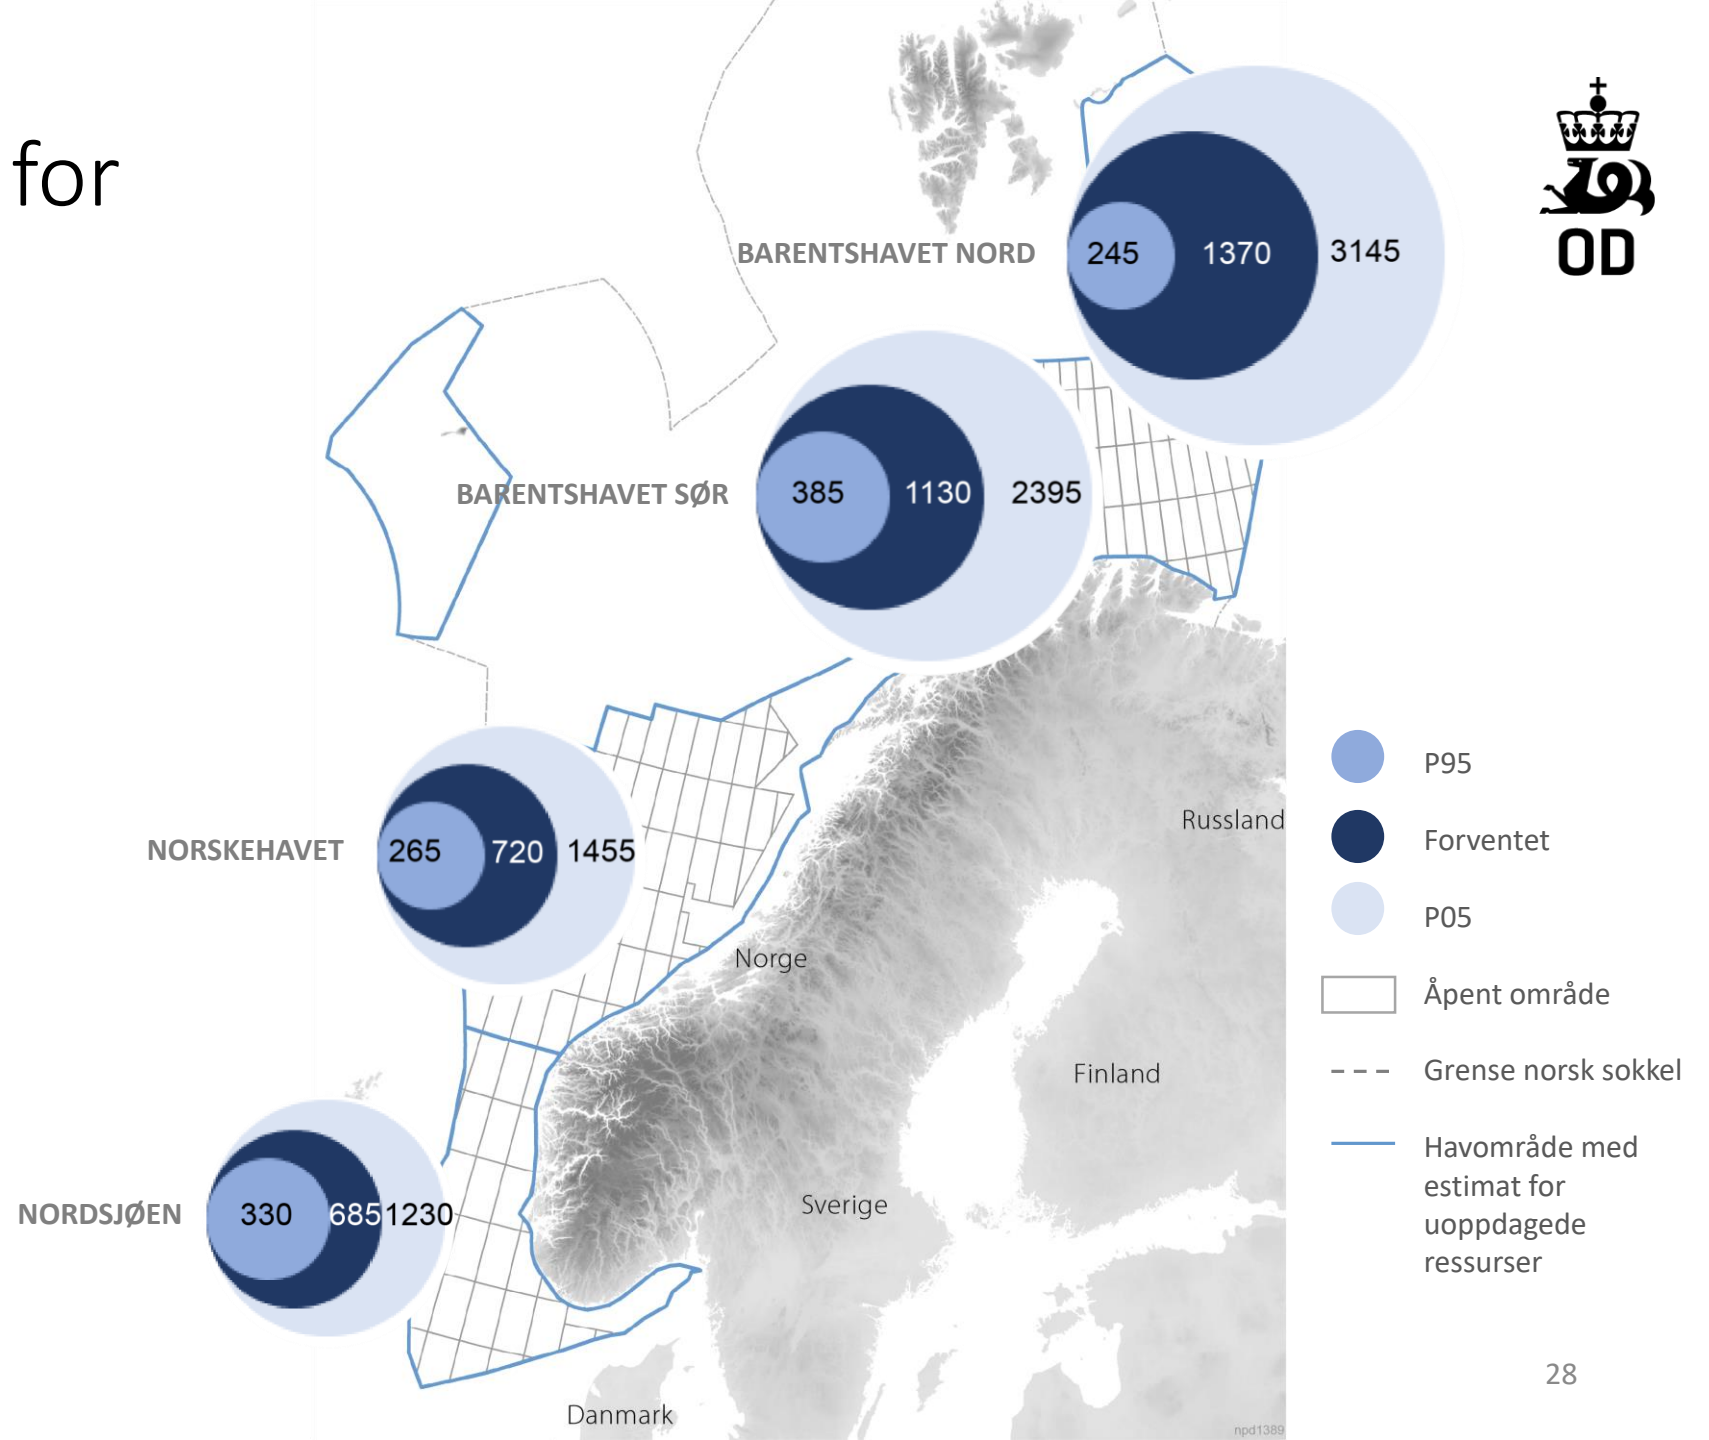 for
OD
BARENTSHAVET NORD
245 1370 3145
BARENTSHAVET SØR
385 1130 2395
NORSKEHAVET
265 720 1455
NORDSJØEN
330 685 1230
Russland
Norge
Finland
Sverige
Danmark
P95
Forventet
P05
Åpent område
Grense norsk sokkel
Havområde med
estimat for
uoppdagede
ressurser
28
npd1389